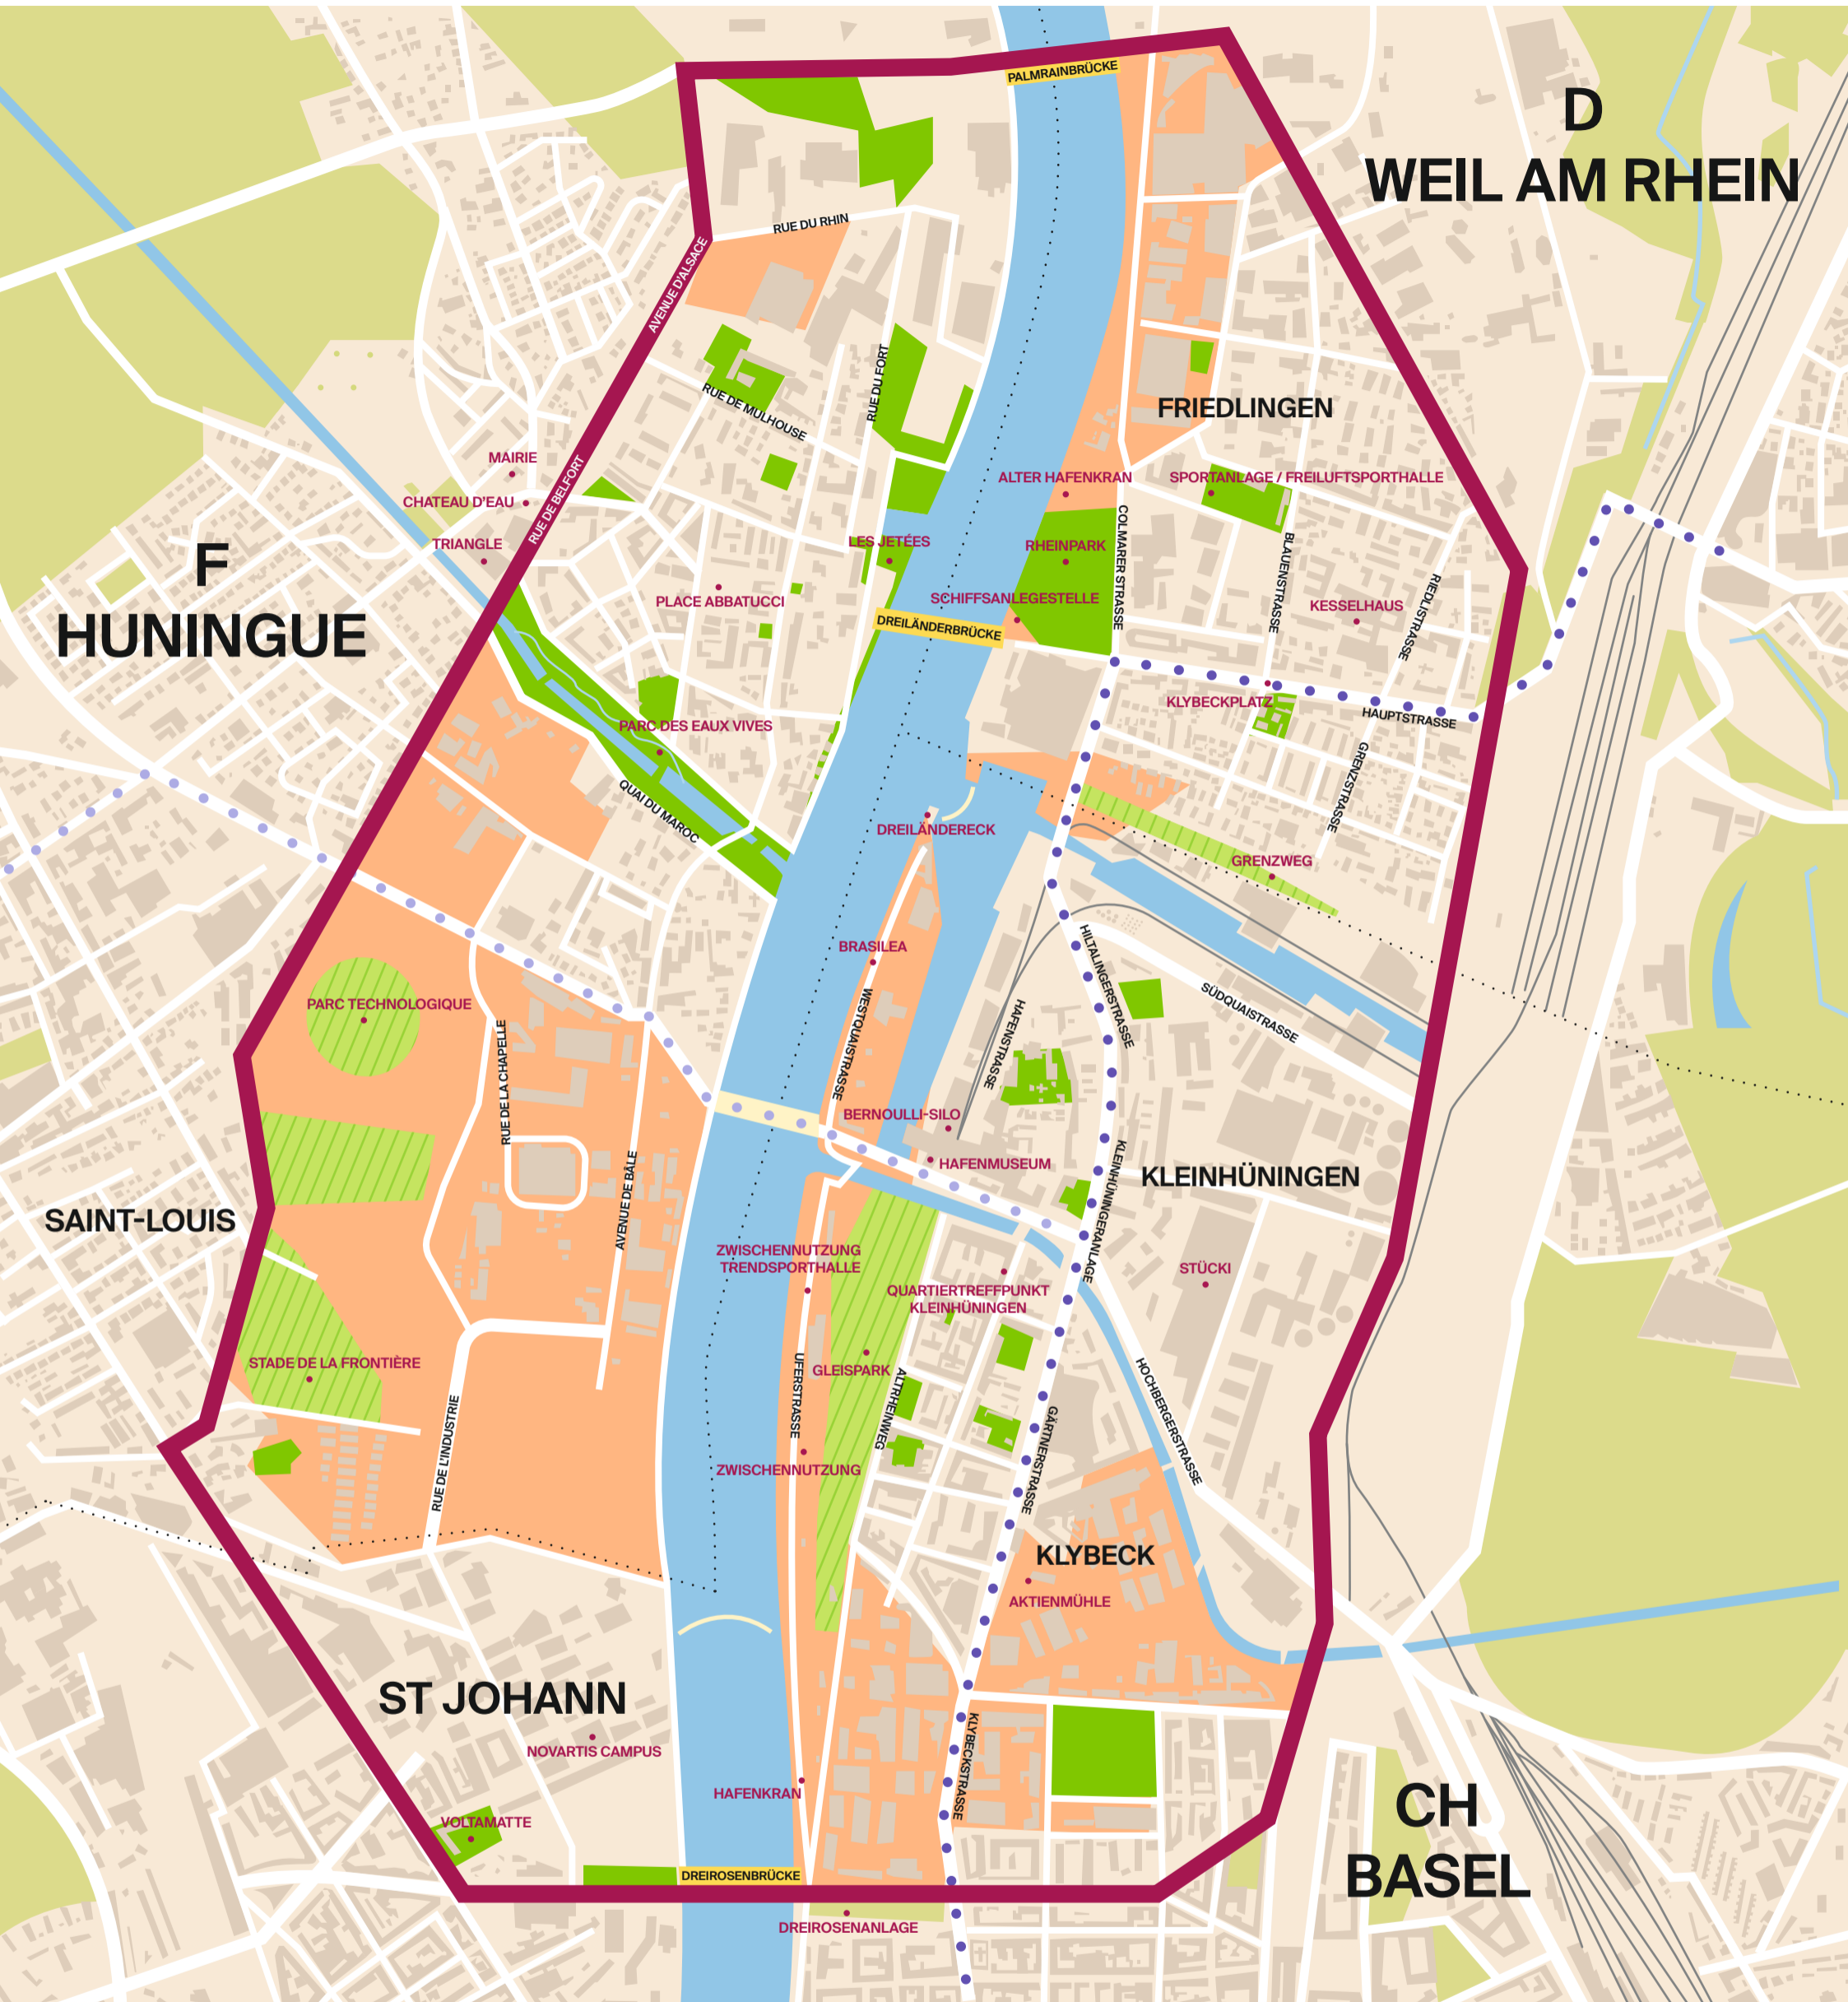 PALMRAINBRÜCKE
D
WEIL AM RHEIN
RUE DU RHIN
AVENUE D'ALSACE
RUE DU FORT
RUE DE MULHOUSE
FRIEDLINGEN
MAIRIE
CHATEAU D'EAU
RUE DE BELFORT
TRIANGLE
ALTER HAFENKRAN
SPORTANLAGE / FREILUFTSPORTHALLE
COLMARER STRASSE
LES JETÉES
RHEINPARK
BLAUENSTRASSE
F
HUNINGUE
PLACE ABBATUCCI
SCHIFFSANLEGESTELLE
KESSELHAUS
RIEDLISTRASSE
DREILÄNDERBRÜCKE
KLYBECKPLATZ
HAUPTSTRASSE
PARC DES EAUX VIVES
GRENZSTRASSE
QUAI DU MAROC
DREILÄNDERECK
GRENZWEG
BRASILEA
HILTALINGERSTRASSE
PARC TECHNOLOGIQUE
WESTQUAISTRASSE
HAFENSTRASSE
SÜDQUAISTRASSE
RUE DE LA CHAPELLE
BERNOULLI-SILO
HAFENMUSEUM
KLEINHÜNINGEN
KLEINHÜNINGERANLAGE
AVENUE DE BÂLE
SAINT-LOUIS
ZWISCHENNUTZUNG
TRENDSPORTHALLE
STÜCKI
QUARTIERTREFFPUNKT
KLEINHÜNINGEN
STADE DE LA FRONTIÈRE
GLEISPARK
UFERSTRASSE
ALTRHEINWEG
HOCHBERGERSTRASSE
RUE DE L'INDUSTRIE
GÄRTNERSTRASSE
ZWISCHENNUTZUNG
KLYBECK
AKTIENMÜHLE
ST JOHANN
NOVARTIS CAMPUS
KLYBECKSTRASSE
HAFENKRAN
CH
BASEL
VOLTAMATTE
DREIROSENBRÜCKE
DREIROSENANLAGE